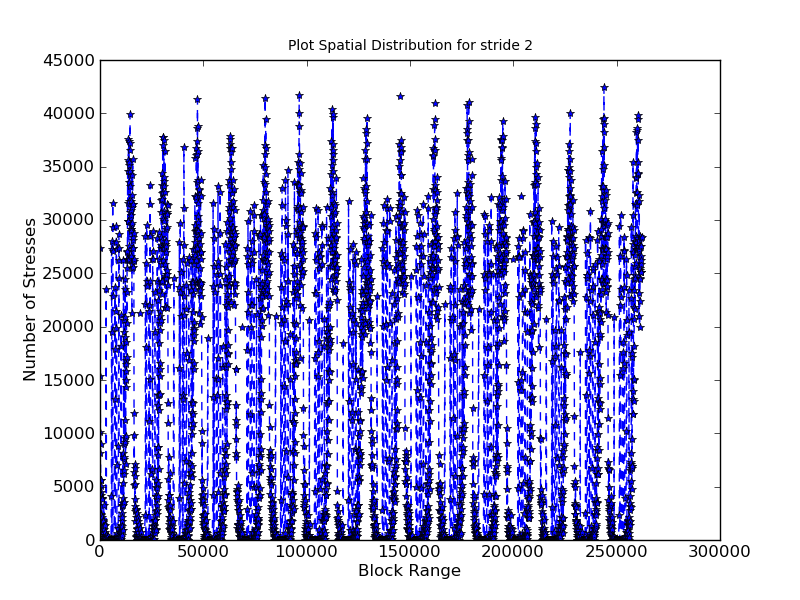 Plot Spatial Distribution for stride 2
45000
40000
35000
30000
25000
20000
15000
10000
5000
0
Number of Stresses
0 50000 100000 150000 200000 250000 300000
Block Range